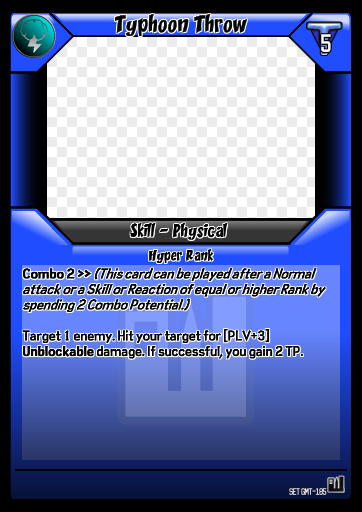 Typhoon Throw
5
Skill - Physical
Hyper Rank
Combo 2 >> (This card can be played after a Normal
attack or a Skill or Reaction of equal or higher Rank by
spending 2 Combo Potential.)
Target 1 enemy. Hit your target for [PLV+3]
Unblockable damage. If successful, you gain 2 TP.
SET GMT-185